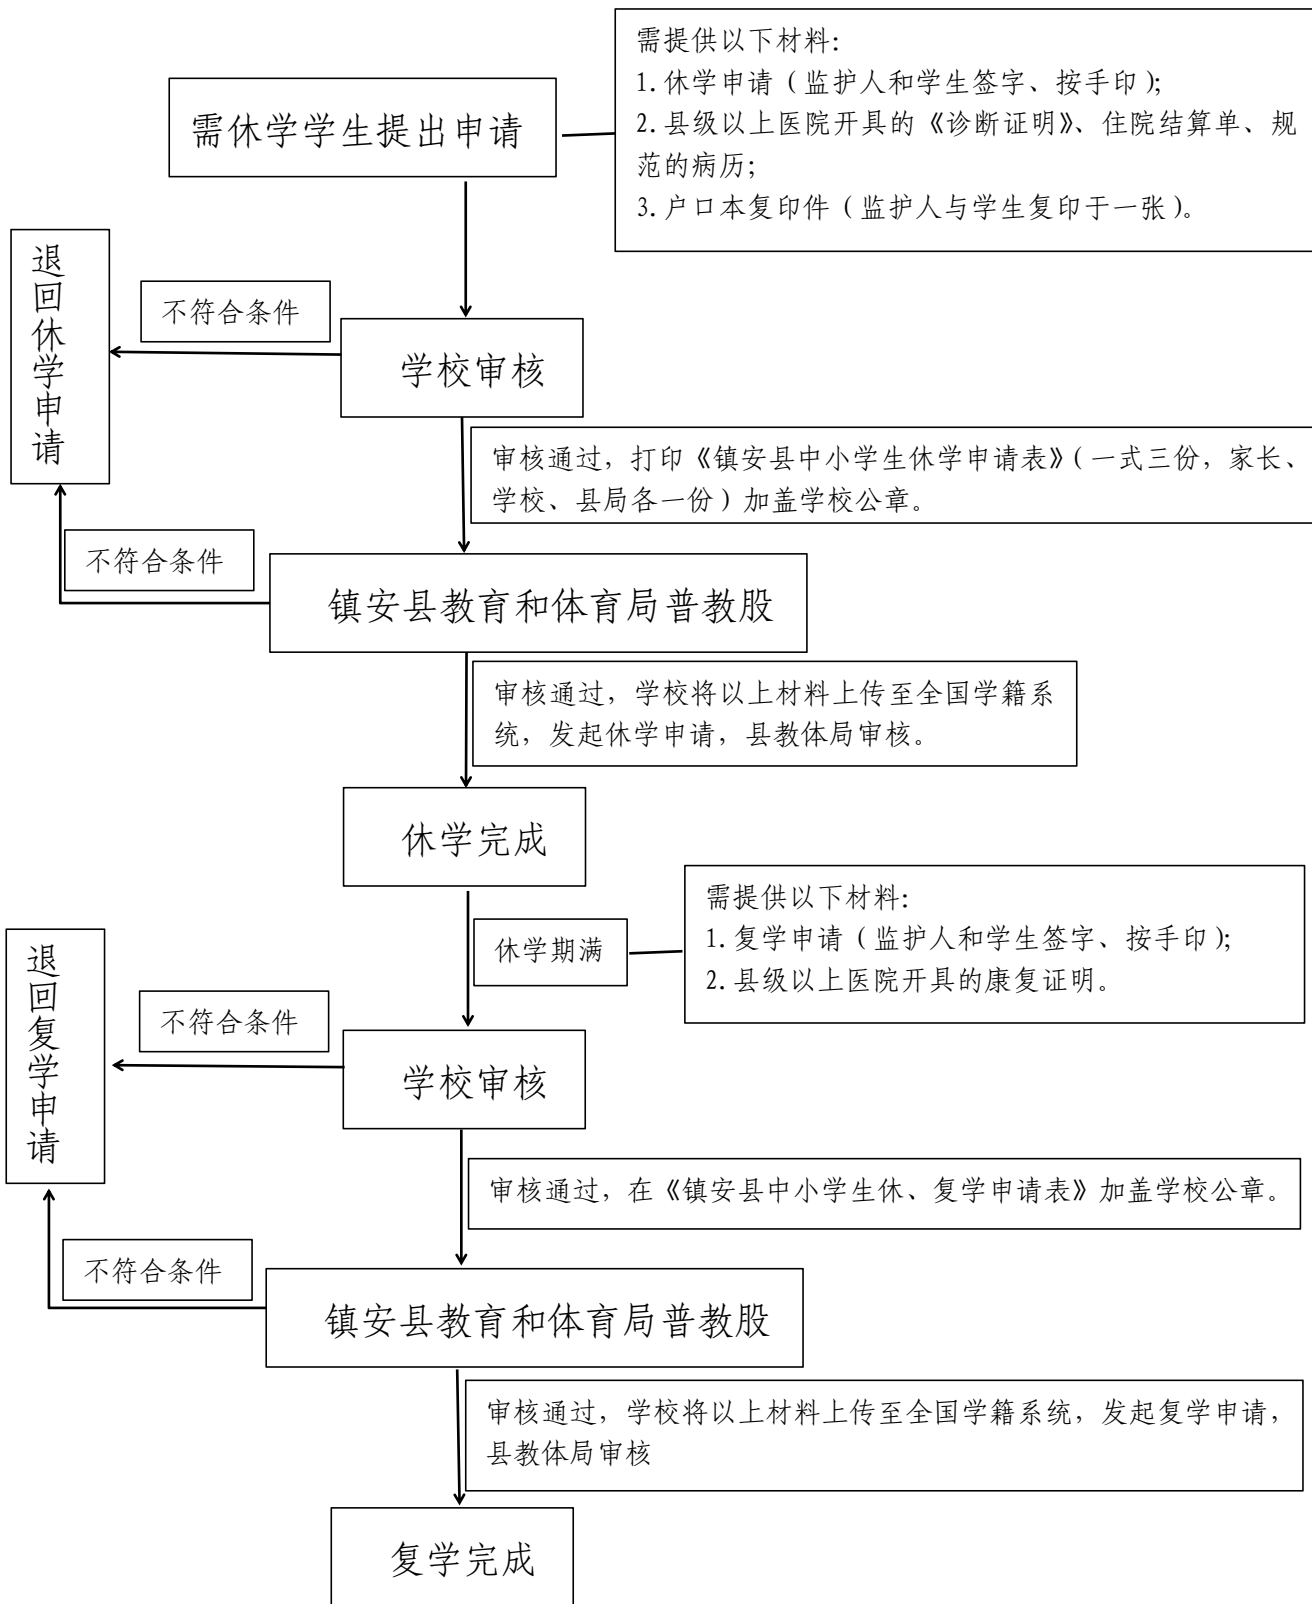 需休学学生提出申请
需提供以下材料：
1.休学申请（监护人和学生签字、按手印）；
2.县级以上医院开具的《诊断证明》、住院结算单、规
范的病历；
3.户口本复印件（监护人与学生复印于一张）。
退回休学申请
不符合条件
学校审核
审核通过，打印《镇安县中小学生休学申请表》（一式三份，家长、
学校、县局各一份）加盖学校公章。
不符合条件
镇安县教育和体育局普教股
审核通过，学校将以上材料上传至全国学籍系
统，发起休学申请，县教体局审核。
休学完成
休学期满
需提供以下材料：
1.复学申请（监护人和学生签字、按手印）；
2.县级以上医院开具的康复证明。
退回复学申请
不符合条件
学校审核
审核通过，在《镇安县中小学生休、复学申请表》加盖学校公章。
不符合条件
镇安县教育和体育局普教股
审核通过，学校将以上材料上传至全国学籍系统，发起复学申请，
县教体局审核
复学完成